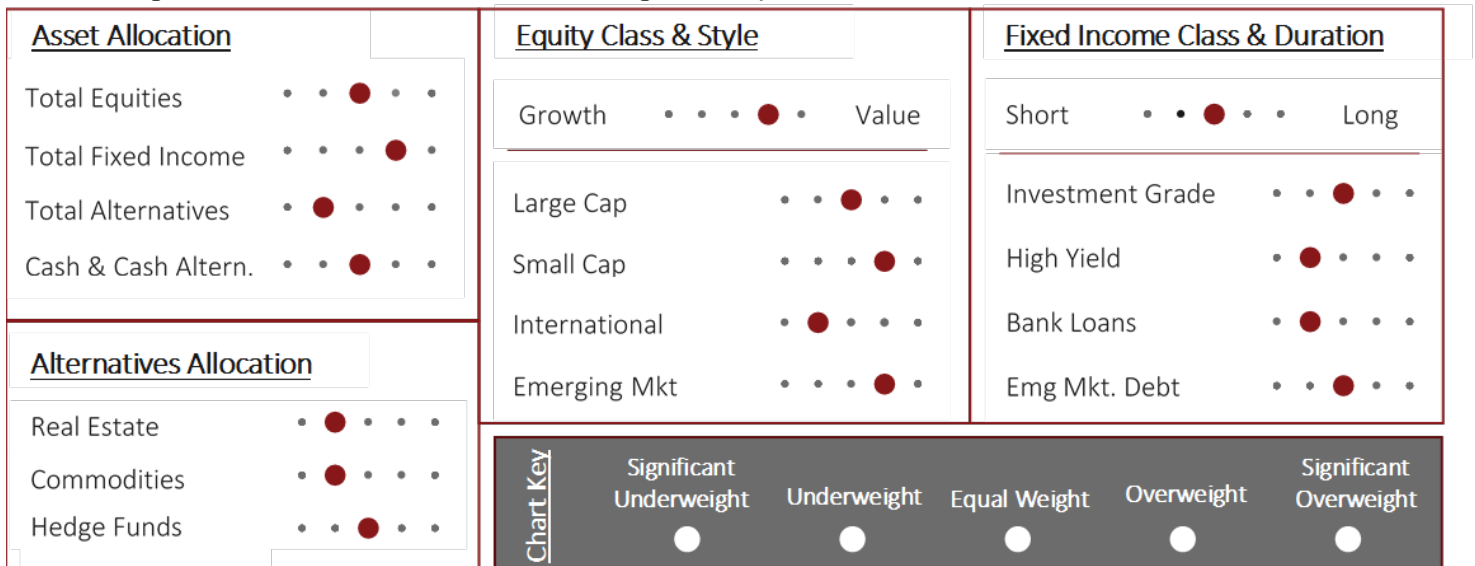 Asset Allocation
Total Equities
Total Fixed Income
Total Alternatives
Cash & Cash Altern.
Alternatives Allocation
Real Estate
Commodities
Hedge Funds
Equity Class & Style
Growth Value
Large Cap
Small Cap
International
Emerging Mkt
Fixed Income Class & Duration
Short Long
Investment Grade
High Yield
Bank Loans
Emg Mkt. Debt
Chart Key
Significant
Underweight
Underweight
Equal Weight
Overweight
Significant
Overweight